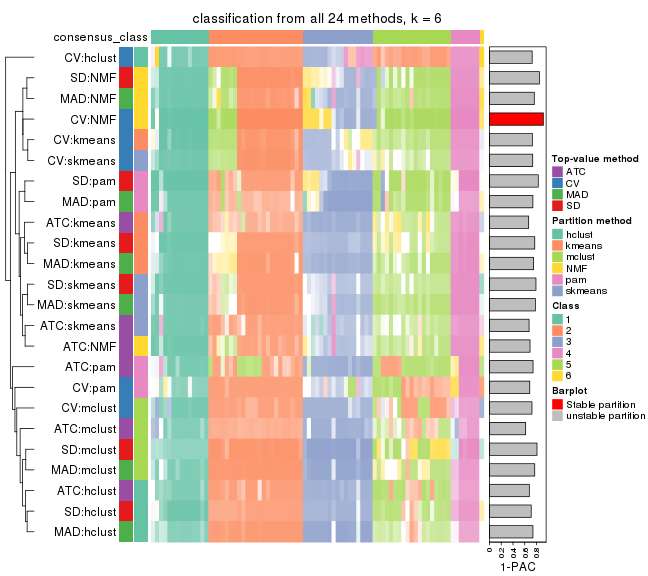 classification from all 24 methods, k = 6
consensus_class
CV:hclust
SD:NMF
MAD:NMF
CV:NMF
CV:kmeans
CV:skmeans
SD:pam
MAD:pam
ATC:kmeans
SD:kmeans
MAD:kmeans
SD:skmeans
MAD:skmeans
ATC:skmeans
ATC:NMF
ATC:pam
CV:pam
CV:mclust
ATC:mclust
SD:mclust
MAD:mclust
ATC:hclust
SD:hclust
MAD:hclust
0
0.2
0.4
0.6
0.8
1-PAC
Top-value method
ATC
CV
MAD
SD
Partition method
hclust
kmeans
mclust
NMF
pam
skmeans
Class
1
2
3
4
5
6
Barplot
Stable partition
unstable partition